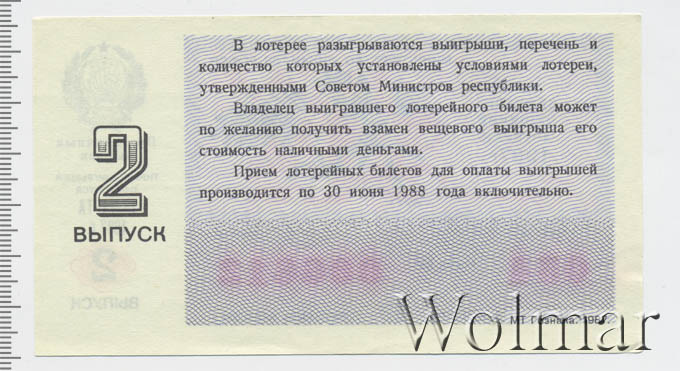 В лотерее разыгрываются выигрыши, перечень и
количество которых установлены условиями лотереи,
утвержденными Советом Министров республики.
Владелец выигравшего лотерейного билета может
по желанию получить взамен вещевого выигрыша его
стоимость наличными деньгами.
Прием лотерейных билетов для оплаты выигрышей
производится по 30 июня 1988 года включительно.
2
ВЫПУСК
МТ Гознака.
Wolmar